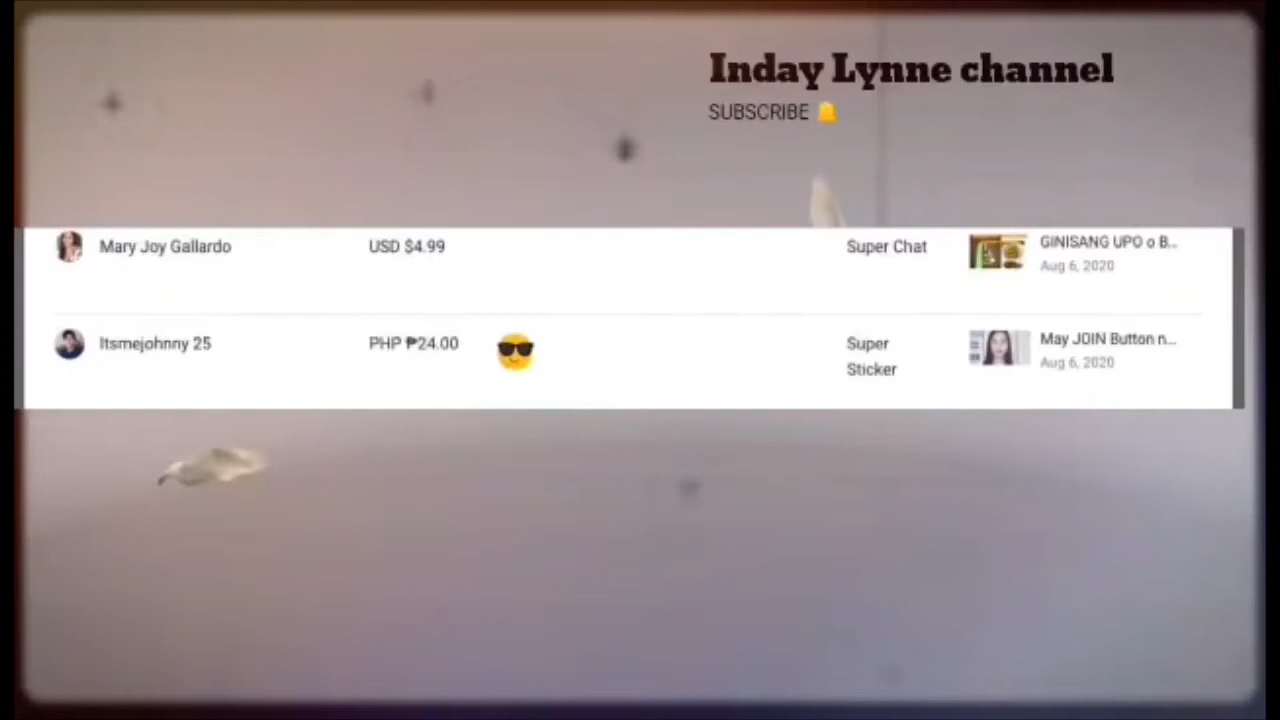 Inday Lynne channel
SUBSCRIBE
Mary Joy Gallardo USD $4.99 Super Chat GINISANG UPO o B...
Aug 6, 2020
Itsmejohnny 25 PHP ₱24.00 Super Sticker May JOIN Button n...
Aug 6, 2020